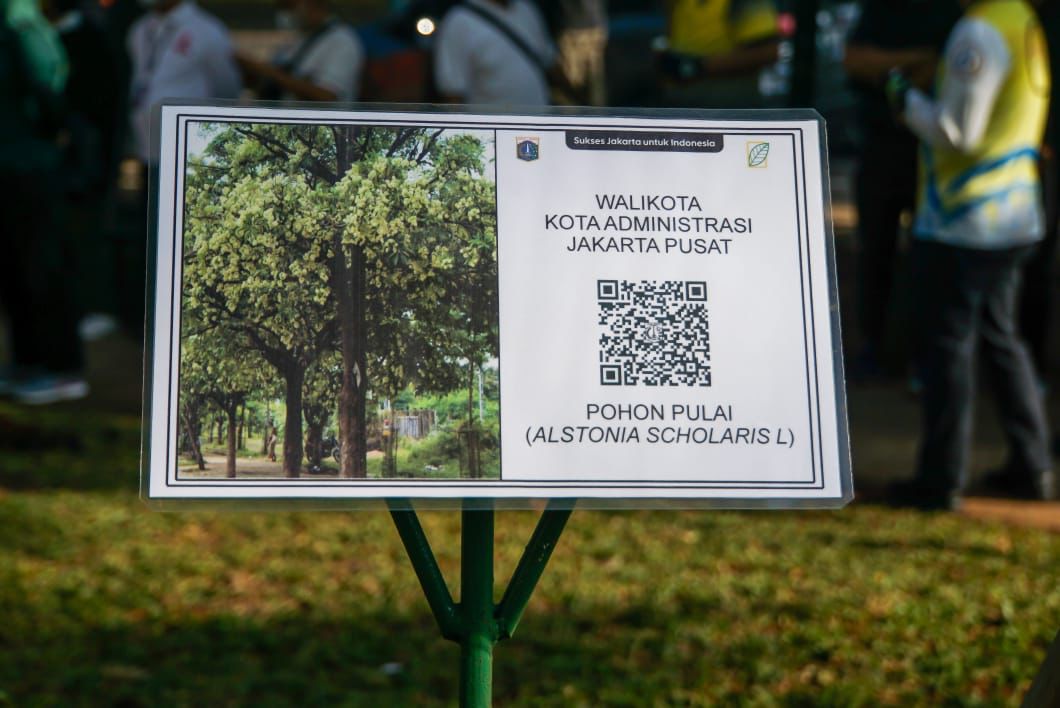 Sukses Jakarta untuk Indonesia
WALIKOTA
KOTA ADMINISTRASI
JAKARTA PUSAT
POHON PULAI
(ALSTONIA SCHOLARIS L)